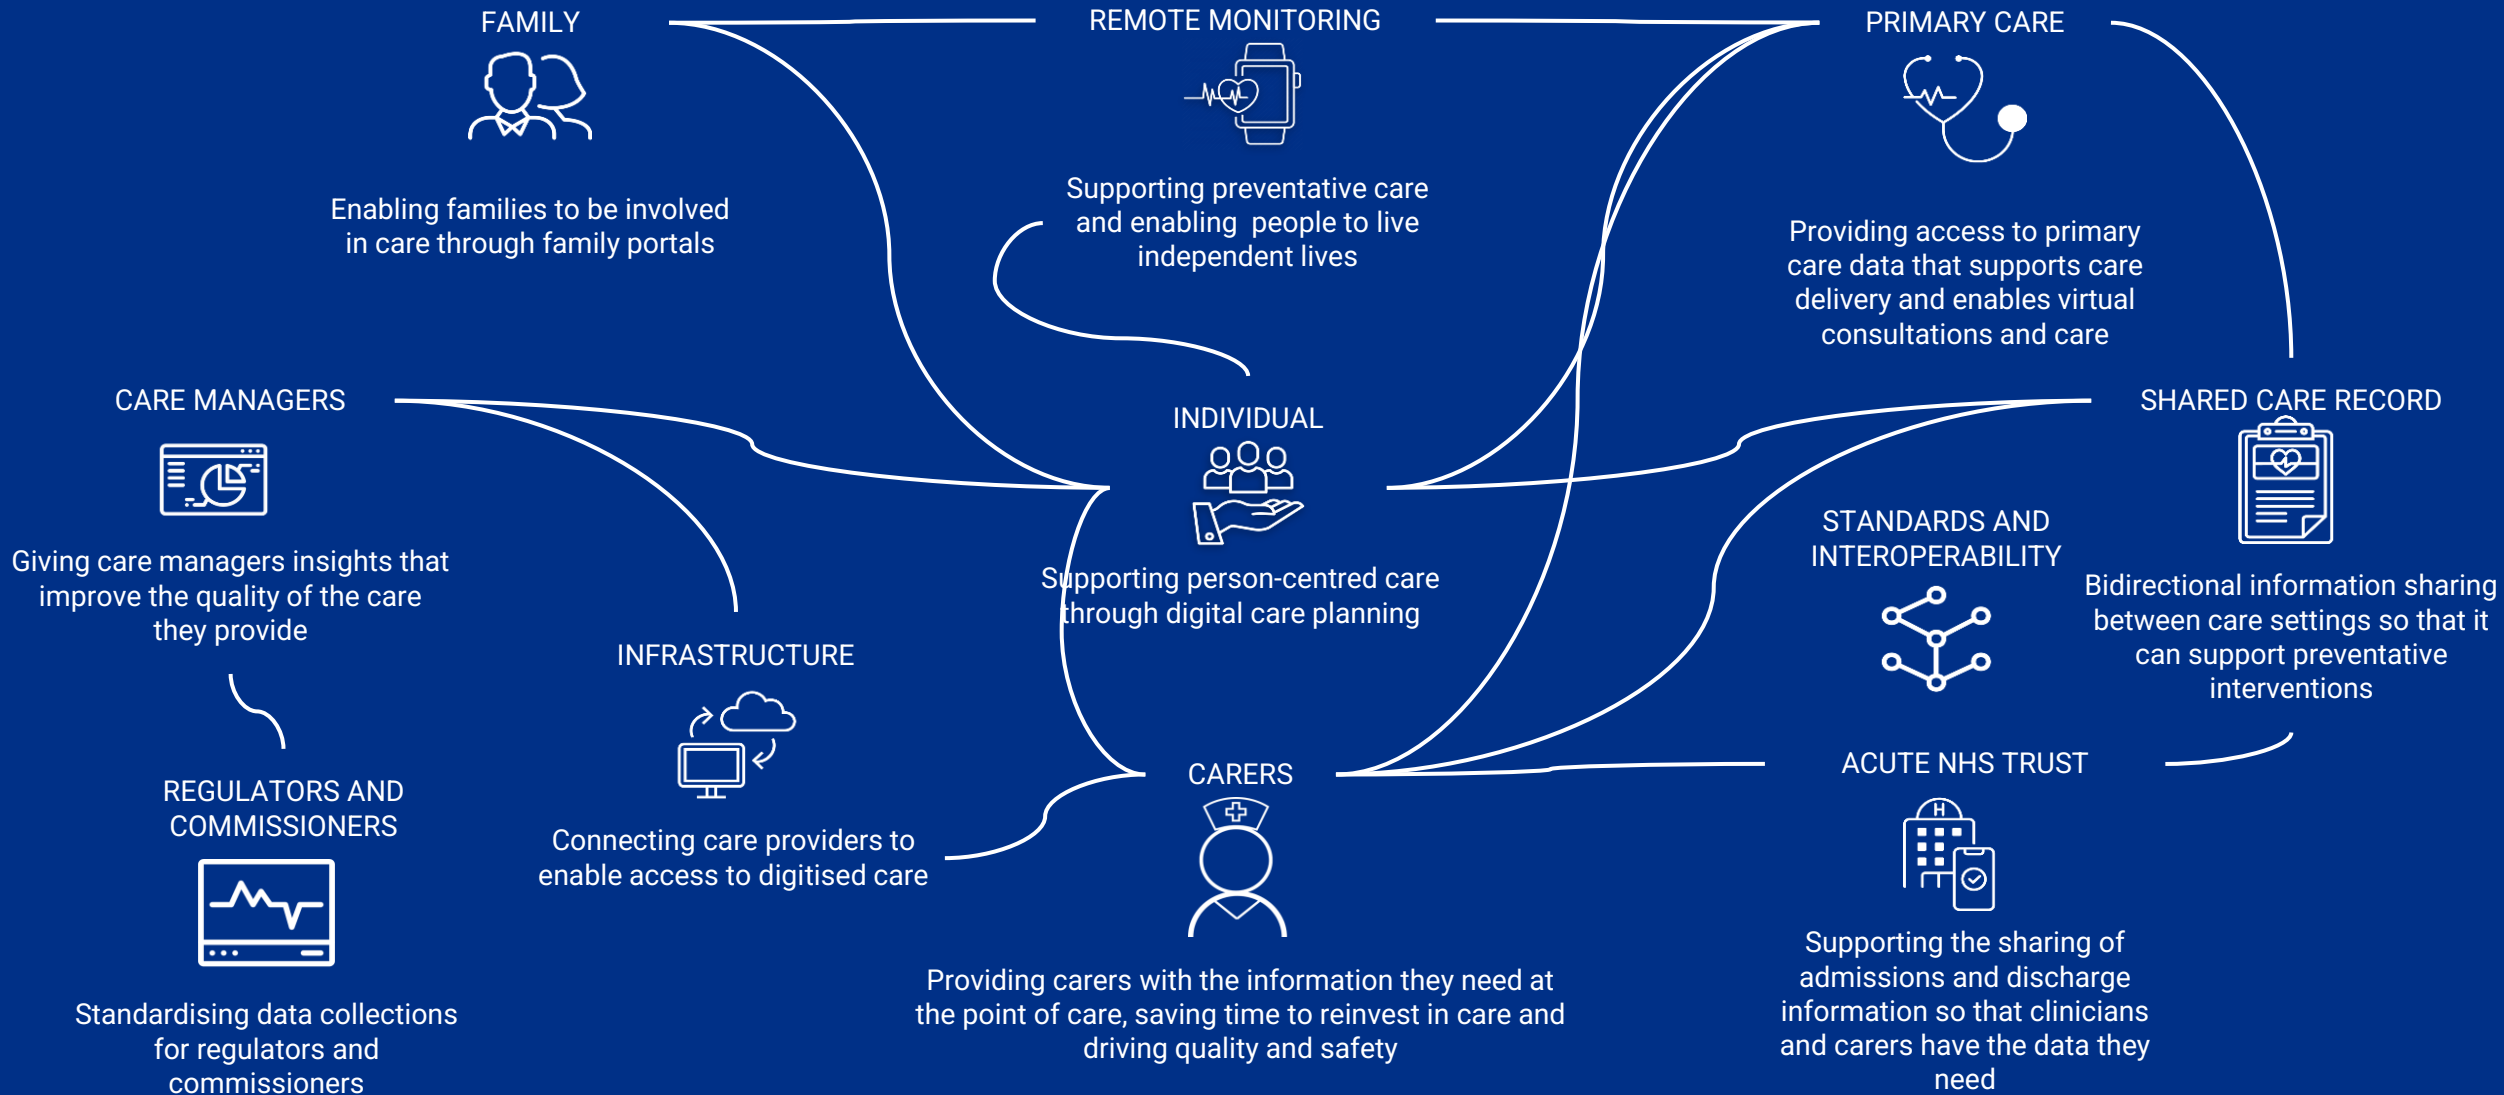 FAMILY
Enabling families to be involved
in care through family portals
REMOTE MONITORING
Supporting preventative care
and enabling  people to live
independent lives
PRIMARY CARE
Providing access to primary
care data that supports care
delivery and enables virtual
consultations and care
CARE MANAGERS
Giving care managers insights that
improve the quality of the care
they provide
INDIVIDUAL
Supporting person-centred care
through digital care planning
SHARED CARE RECORD
Bidirectional information sharing
between care settings so that it
can support preventative
interventions
STANDARDS AND
INTEROPERABILITY
INFRASTRUCTURE
Connecting care providers to
enable access to digitised care
REGULATORS AND
COMMISSIONERS
Standardising data collections
for regulators and
commissioners
CARERS
Providing carers with the information they need at
the point of care, saving time to reinvest in care and
driving quality and safety
ACUTE NHS TRUST
H
Supporting the sharing of
admissions and discharge
information so that clinicians
and carers have the data they
need